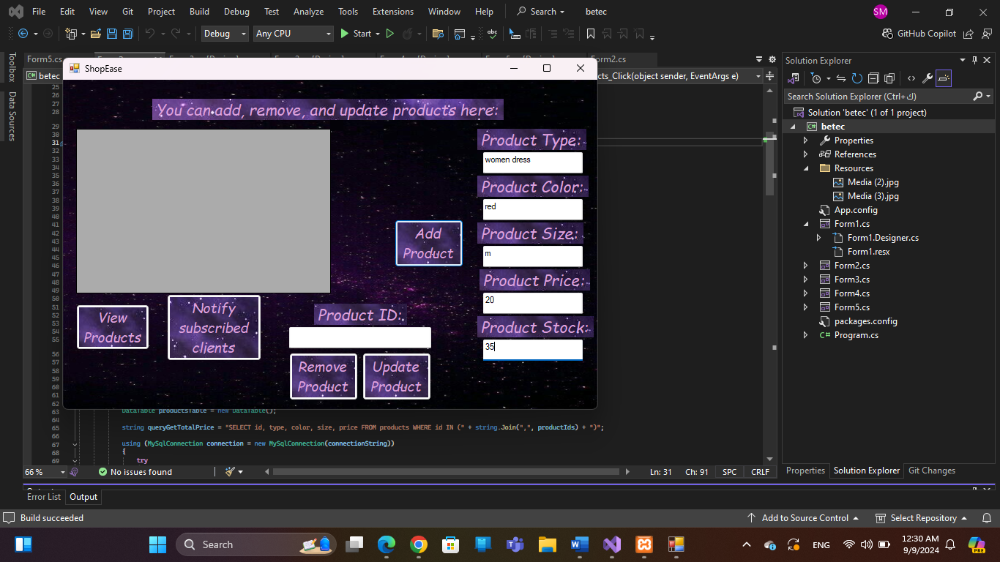 File Edit View Git Project Build Debug Test Analyze Tools Extensions Window Help Search betec SM
Debug Any CPU Start GitHub Copilot
Form5.cs Form2.cs
Solution Explorer
Toolbox
Data Sources
betec
ShopEase
cts_Click(object sender, EventArgs e)
Search Solution Explorer (Ctrl+ك)
Solution 'betec' (1 of 1 project)
betec
Properties
References
Resources
Media (2).jpg
Media (3).jpg
App.config
Form1.cs
Form1.Designer.cs
Form1.resx
Form2.cs
Form3.cs
Form4.cs
Form5.cs
packages.config
Program.cs
You can add, remove, and update products here:
Product Type:
women dress
Product Color:
red
Product Size:
m
Product Price:
20
Product Stock:
35
Add
Product
View
Products
Notify
subscribed
clients
Product ID:
Remove
Product
Update
Product
25
26
27
28
29
30
31
32
33
34
35
36
37
38
39
40
41
42
43
44
45
46
47
48
49
50
51
52
53
54
55
56
57
58
59
60
61
62
63 DataTable productsTable = new DataTable();
64
65 string queryGetTotalPrice = "SELECT id, type, color, size, price FROM products WHERE id IN (" + string.Join(",", productIds) + ")";
66
67 using (MySqlConnection connection = new MySqlConnection(connectionString))
68 {
69 try
66 % No issues found Ln: 31 Ch: 91 SPC CRLF
Properties Solution Explorer Git Changes
Error List Output
Build succeeded Add to Source Control Select Repository
Search ENG 12:30 AM
9/9/2024
PRE